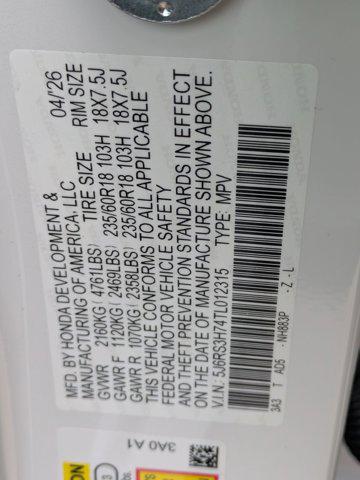 MFD. BY HONDA DEVELOPMENT & 04/26
MANUFACTURING OF AMERICA, LLC
TIRE SIZE RIM SIZE
GVWR 2160KG ( 4761LBS)
GAWR F 1120KG ( 2469LBS) 235/60R18 103H 18X7.5J
GAWR R 1070KG ( 2358LBS) 235/60R18 103H 18X7.5J
THIS VEHICLE CONFORMS TO ALL APPLICABLE
FEDERAL MOTOR VEHICLE SAFETY
AND THEFT PREVENTION STANDARDS IN EFFECT
ON THE DATE OF MANUFACTURE SHOWN ABOVE.
V.I.N.: 5J6RS3H74TL012315 TYPE: MPV
3A3 T AD5 - NH883P - Z - L
3A0 A1